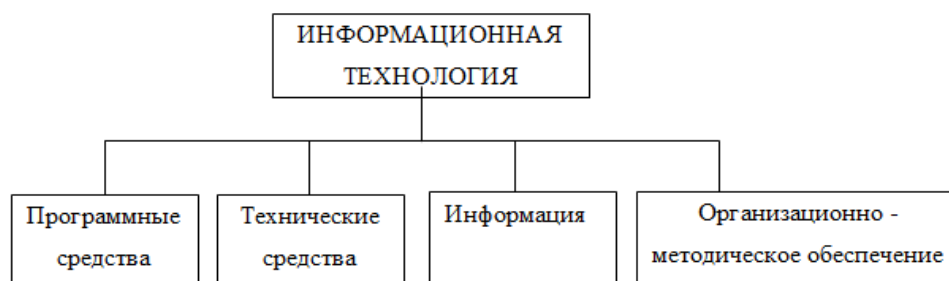 ИНФОРМАЦИОННАЯ
ТЕХНОЛОГИЯ
Программные
средства
Технические
средства
Информация
Организационно -
методическое обеспечение